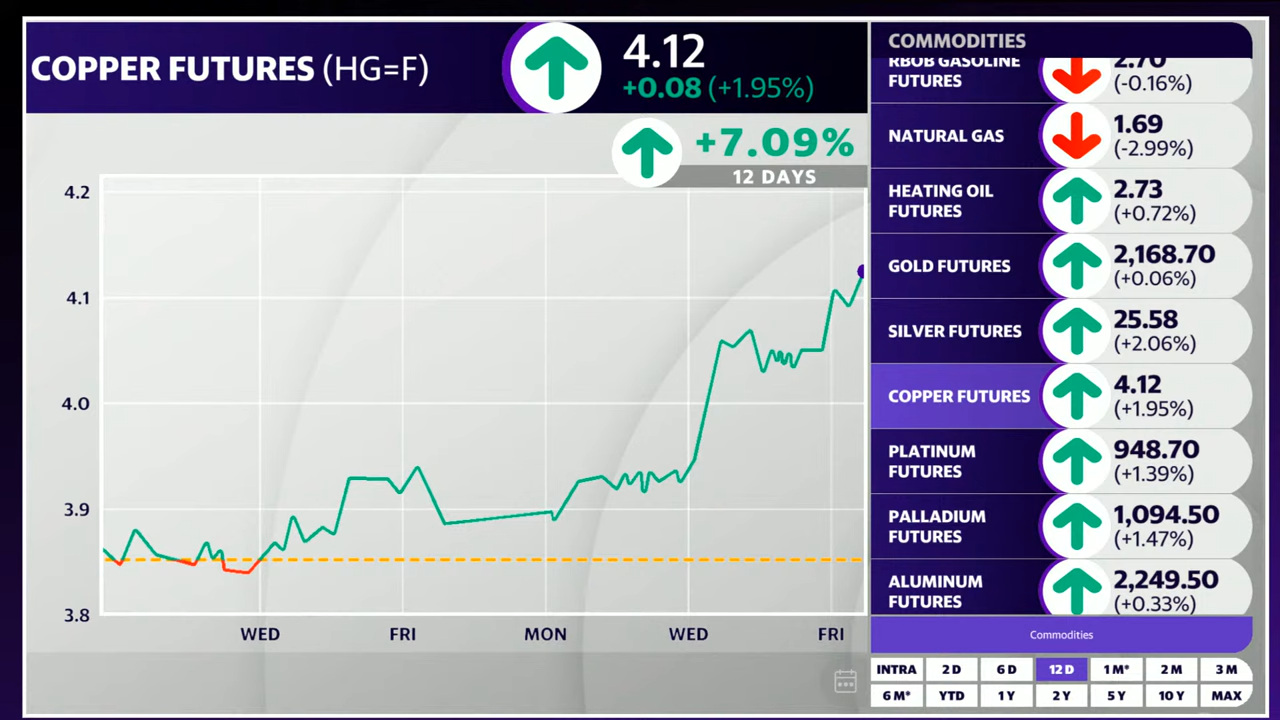 COPPER FUTURES (HG=F)
4.12
+0.08 (+1.95%)
+7.09%
12 DAYS
4.2
4.1
4.0
3.9
3.8
WED FRI MON WED FRI
COMMODITIES
RBOB GASOLINE
FUTURES
2.70
(-0.16%)
NATURAL GAS
1.69
(-2.99%)
HEATING OIL
FUTURES
2.73
(+0.72%)
GOLD FUTURES
2,168.70
(+0.06%)
SILVER FUTURES
25.58
(+2.06%)
COPPER FUTURES
4.12
(+1.95%)
PLATINUM
FUTURES
948.70
(+1.39%)
PALLADIUM
FUTURES
1,094.50
(+1.47%)
ALUMINUM
FUTURES
2,249.50
(+0.33%)
Commodities
INTRA 2 D 6 D 12 D 1 M* 2 M 3 M
6 M* YTD 1 Y 2 Y 5 Y 10 Y MAX